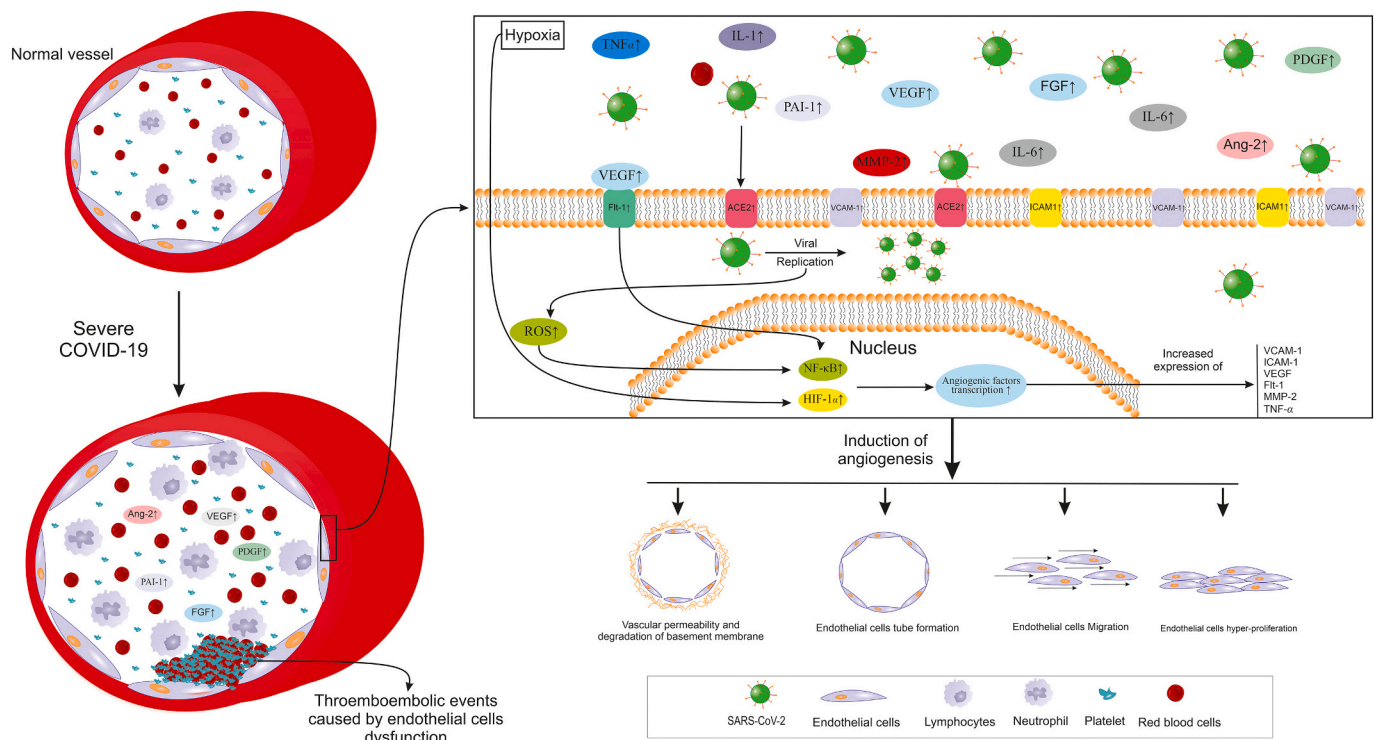 Normal vessel
Severe
COVID-19
Ang-2↑
VEGF↑
PDGF↑
PAI-1↑
FGF↑
Thromboembolic events
caused by endothelial cells
dysfunction
Hypoxia
TNFα↑
IL-1↑
PDGF↑
PAI-1↑
VEGF↑
FGF↑
IL-6↑
MMP-2↑
IL-6↑
Ang-2↑
VEGF↑
Flt-1↑
ACE2↑
VCAM-1↑
ACE2↑
ICAM1↑
VCAM-1↑
ICAM1↑
VCAM-1↑
Viral
Replication
ROS↑
Nucleus
NF-κB↑
HIF-1α↑
Angiogenic factors
transcription ↑
Increased
expression of
VCAM-1
ICAM-1
VEGF
Flt-1
MMP-2
TNF-α
Induction of
angiogenesis
Vascular permeability and
degradation of basement membrane
Endothelial cells tube formation
Endothelial cells Migration
Endothelial cells hyper-proliferation
SARS-CoV-2
Endothelial cells
Lymphocytes
Neutrophil
Platelet
Red blood cells